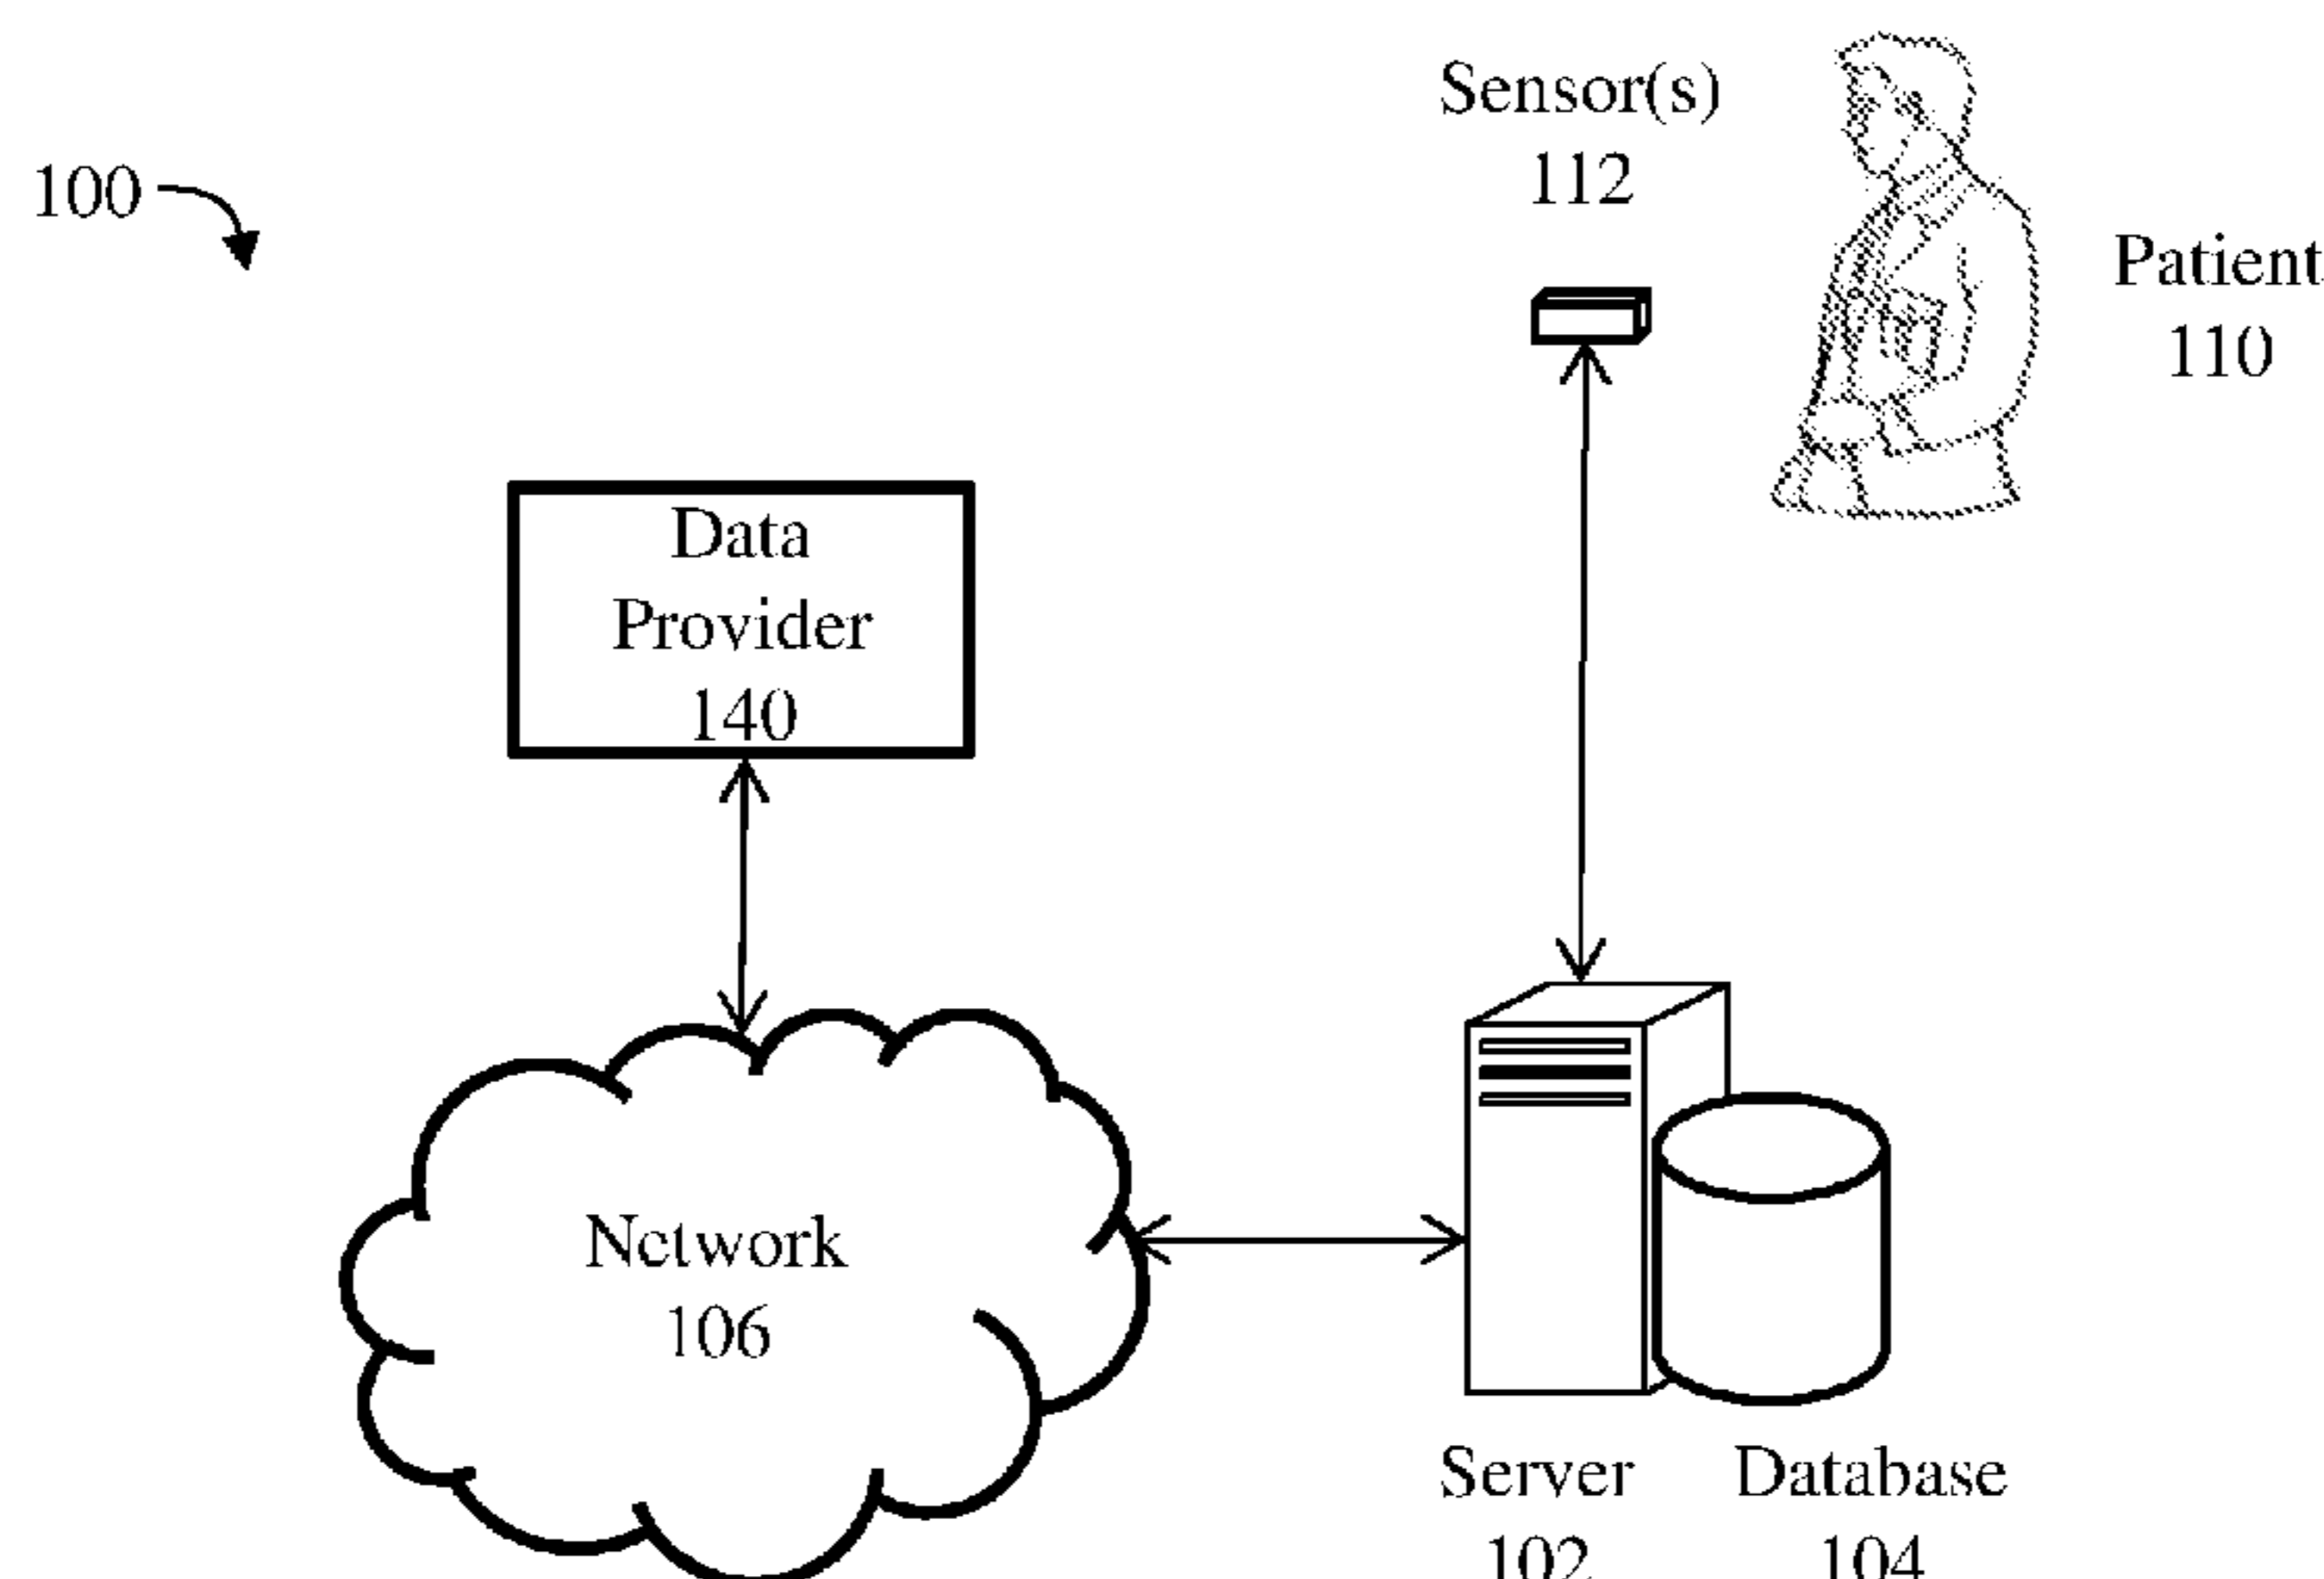 100
Sensor(s)
112
Patient
110
Data
Provider
140
Network
106
Server
102
Database
104